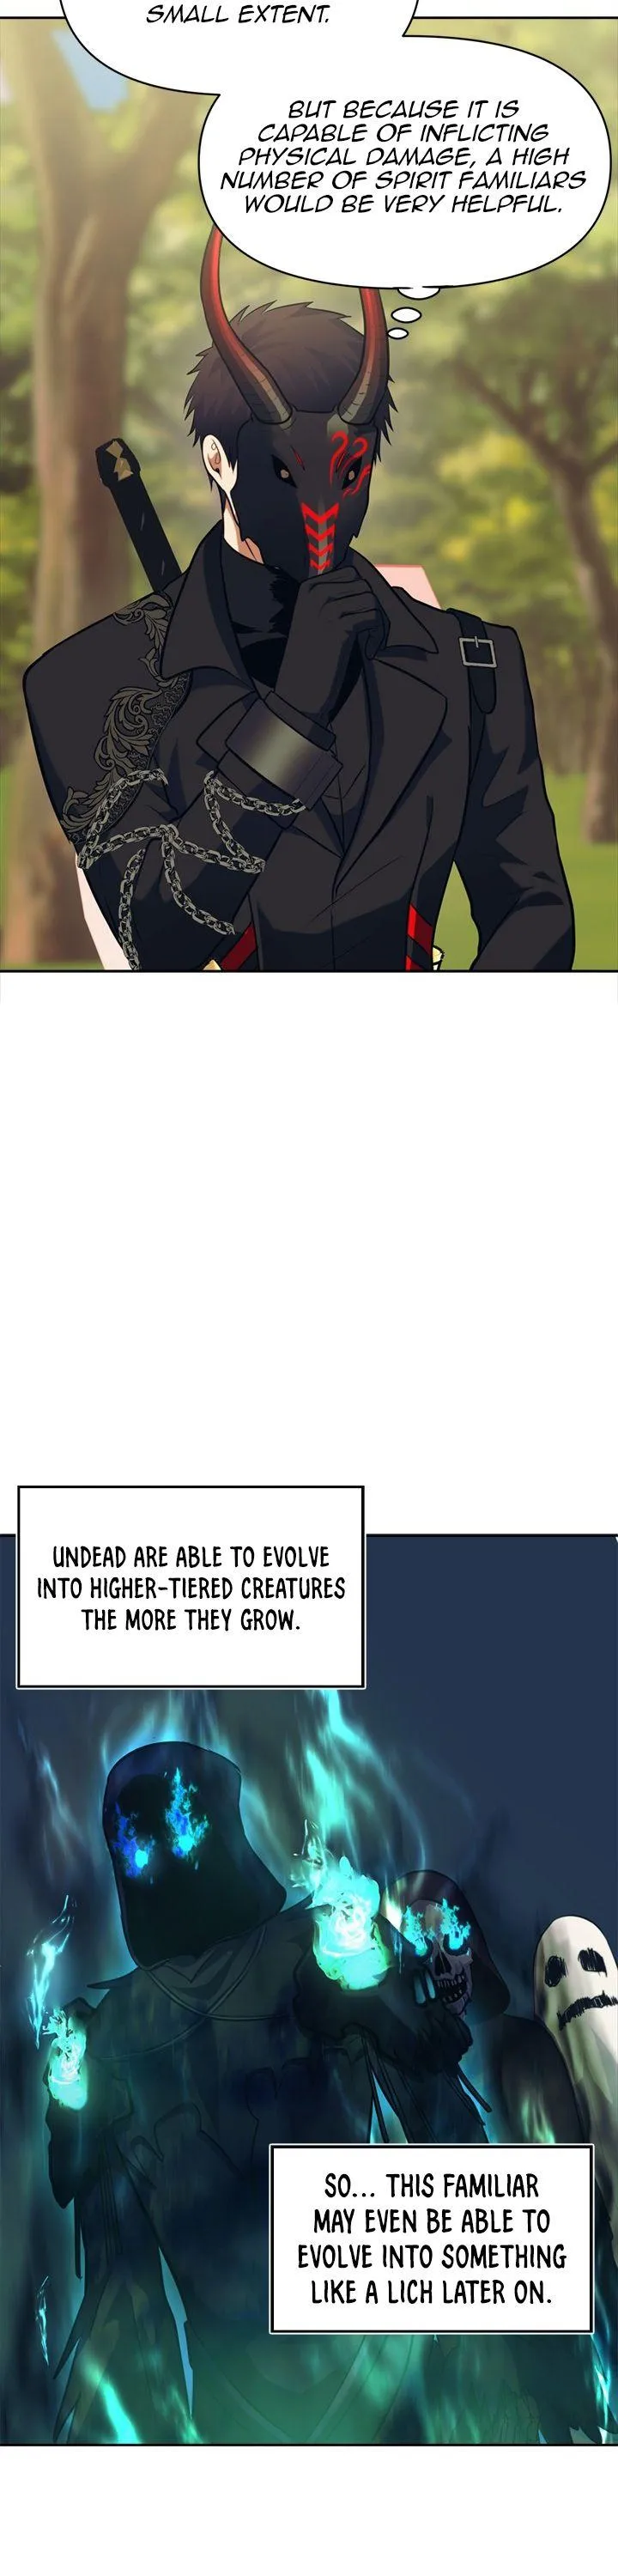 SMALL EXTENT.
BUT BECAUSE IT IS
CAPABLE OF INFLICTING
PHYSICAL DAMAGE, A HIGH
NUMBER OF SPIRIT FAMILIARS
WOULD BE VERY HELPFUL.
UNDEAD ARE ABLE TO EVOLVE
INTO HIGHER-TIERED CREATURES
THE MORE THEY GROW.
SO... THIS FAMILIAR
MAY EVEN BE ABLE TO
EVOLVE INTO SOMETHING
LIKE A LICH LATER ON.